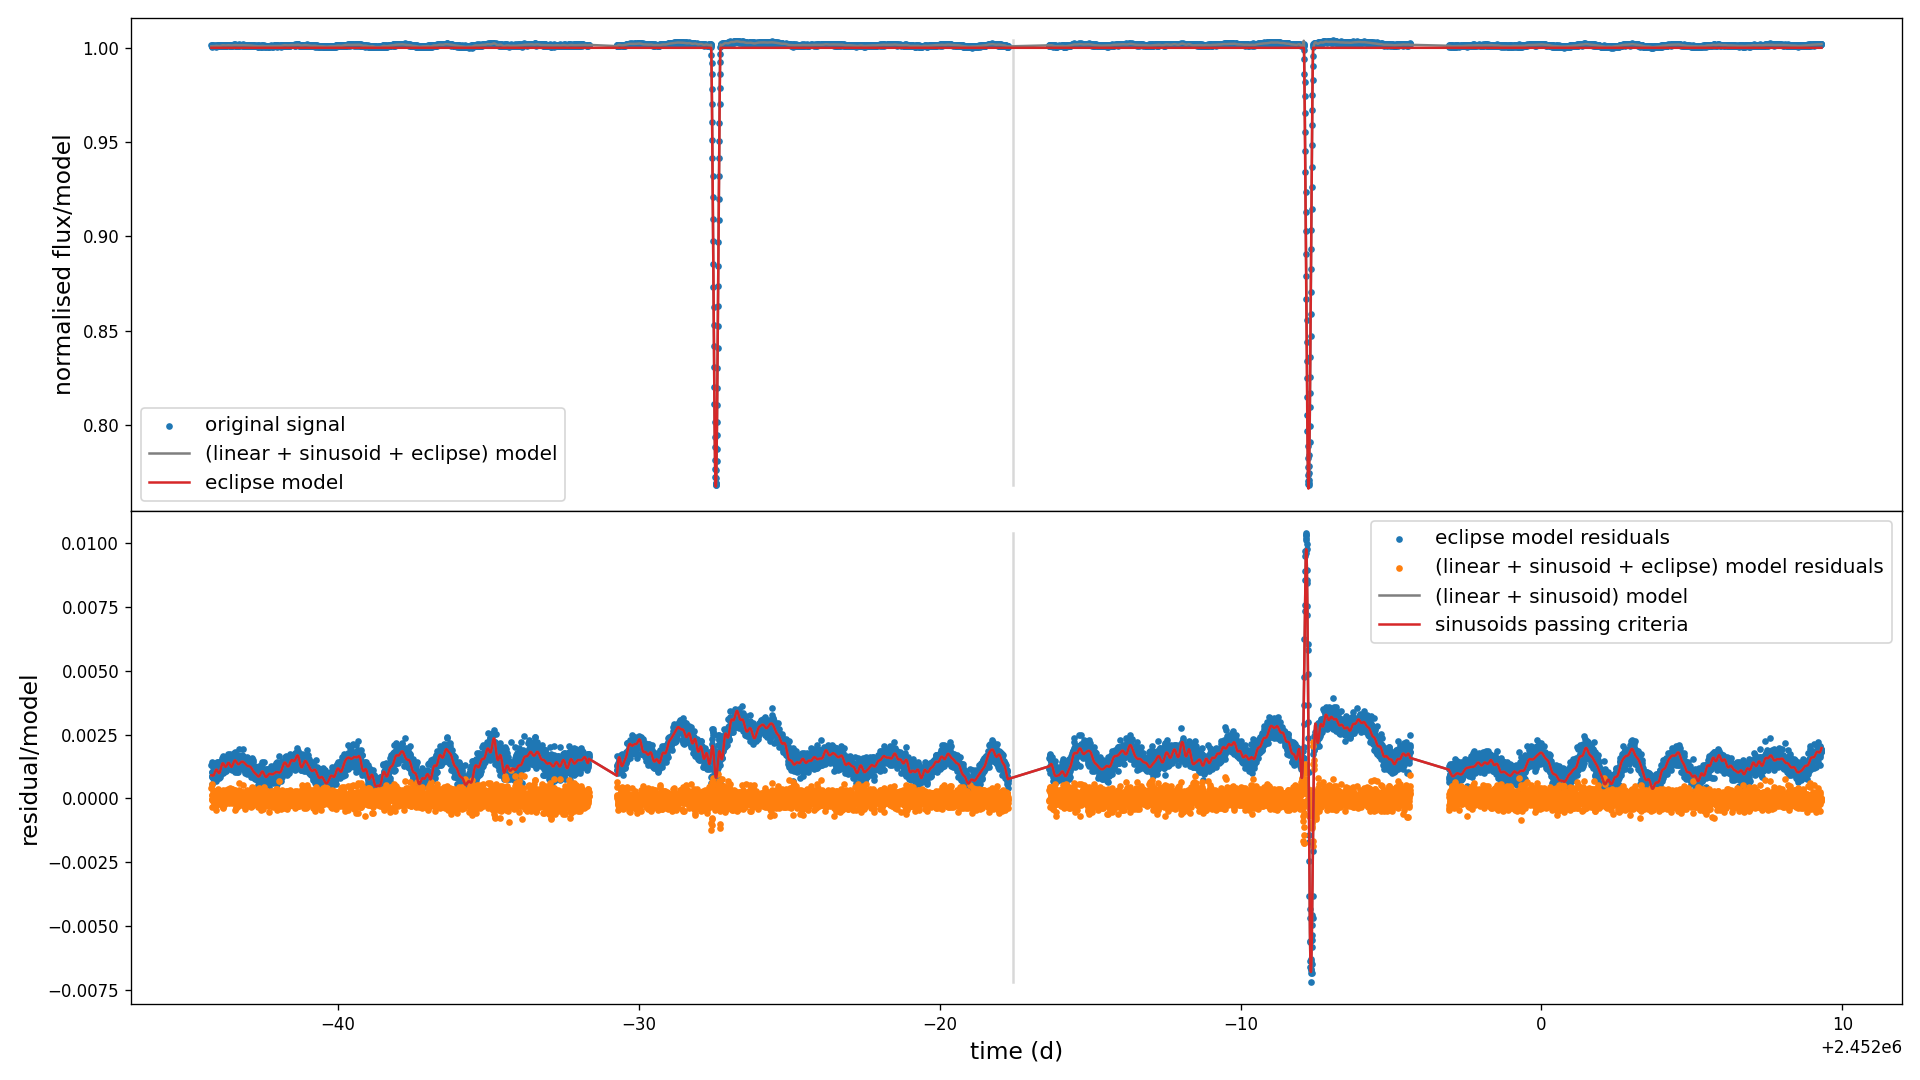 1.00
0.95
0.90
0.85
0.80
normalised flux/model
original signal
(linear + sinusoid + eclipse) model
eclipse model
0.0100
0.0075
0.0050
0.0025
0.0000
−0.0025
−0.0050
−0.0075
residual/model
eclipse model residuals
(linear + sinusoid + eclipse) model residuals
(linear + sinusoid) model
sinusoids passing criteria
−40
−30
−20
−10
0
10
time (d)
+2.452e6